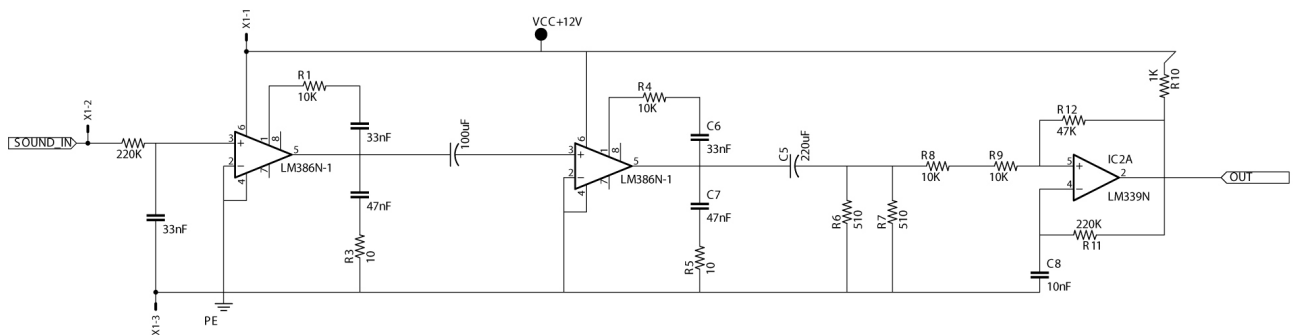 X1-1
VCC+12V
X1-2
SOUND_IN
220K
33nF
X1-3
PE
R1
10K
6
1
8
3
+
5
2
−
7
4
LM386N-1
33nF
47nF
R3
10
100uF
R4
10K
6
1
8
3
+
5
2
−
7
4
LM386N-1
C6
33nF
C7
47nF
R5
10
C5
220uF
R6
510
R7
510
R8
10K
R9
10K
R12
47K
1K
R10
5
+
4
−
2
IC2A
LM339N
220K
R11
C8
10nF
OUT